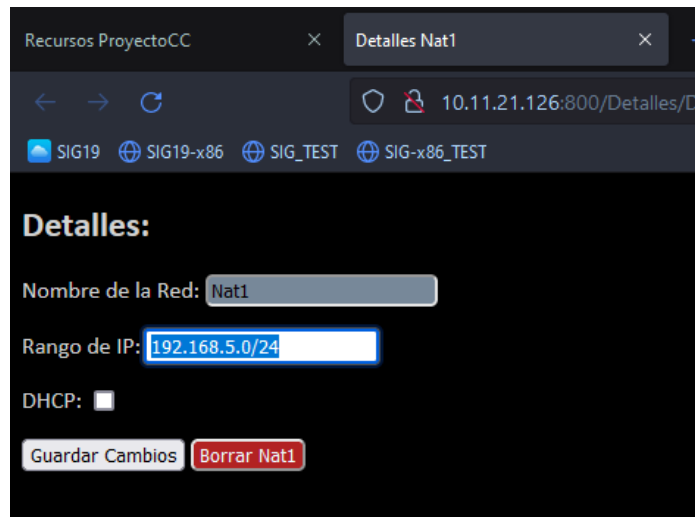 Recursos ProyectoCC Detalles Nat1
10.11.21.126:800/Detalles/D
SIG19 SIG19-x86 SIG_TEST SIG-x86_TEST
Detalles:
Nombre de la Red: Nat1
Rango de IP: 192.168.5.0/24
DHCP:
Guardar Cambios Borrar Nat1